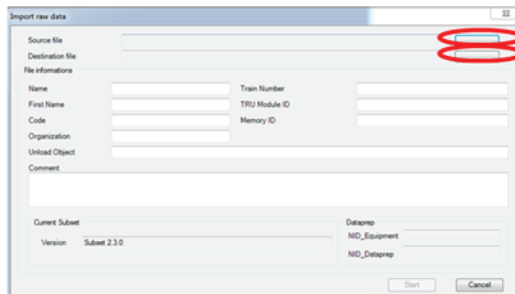 Import raw data
Source file
Destination file
File informations
Name Train Number
First Name TRU Module ID
Code Memory ID
Organization
Unload Object
Comment
Current Subset Dataprep
Version Subset 2.3.0 NID_Equipment
NID_Dataprep
Start Cancel